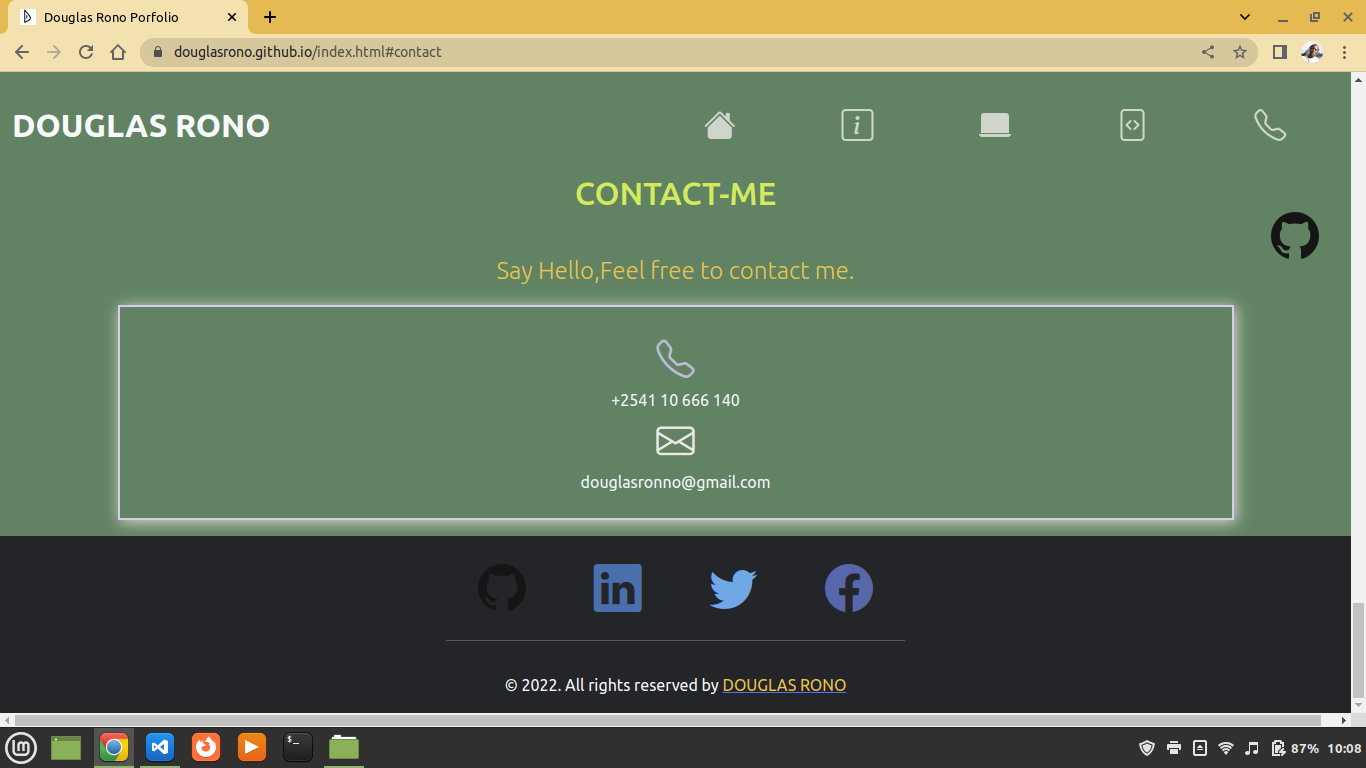 Douglas Rono Porfolio
douglasrono.github.io/index.html#contact
DOUGLAS RONO
CONTACT-ME
Say Hello,Feel free to contact me.
+2541 10 666 140
douglasronno@gmail.com
© 2022. All rights reserved by DOUGLAS RONO
87% 10:08